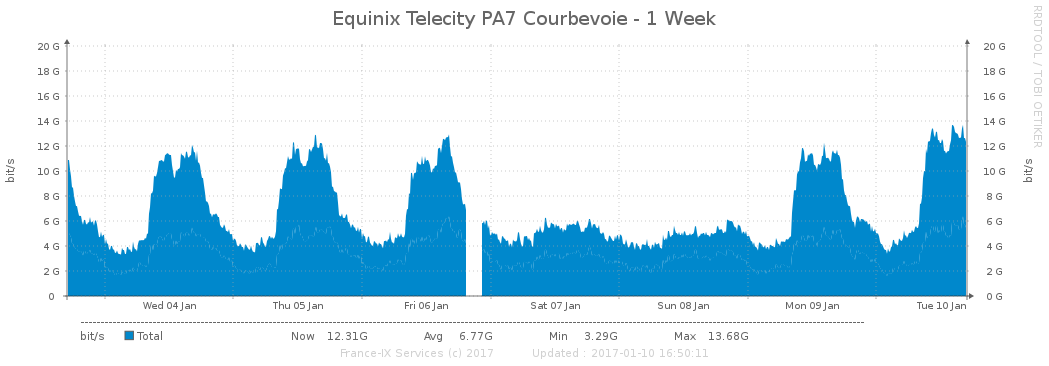 Equinix Telecity PA7 Courbevoie - 1 Week
RRDTOOL / TOBI OETIKER
bit/s
20 G
18 G
16 G
14 G
12 G
10 G
8 G
6 G
4 G
2 G
0
20 G
18 G
16 G
14 G
12 G
10 G
8 G
6 G
4 G
2 G
0 G
bit/s
Wed 04 Jan Thu 05 Jan Fri 06 Jan Sat 07 Jan Sun 08 Jan Mon 09 Jan Tue 10 Jan
bit/s Total Now 12.31G Avg 6.77G Min 3.29G Max 13.68G
France-IX Services (c) 2017 Updated : 2017-01-10 16:50:11